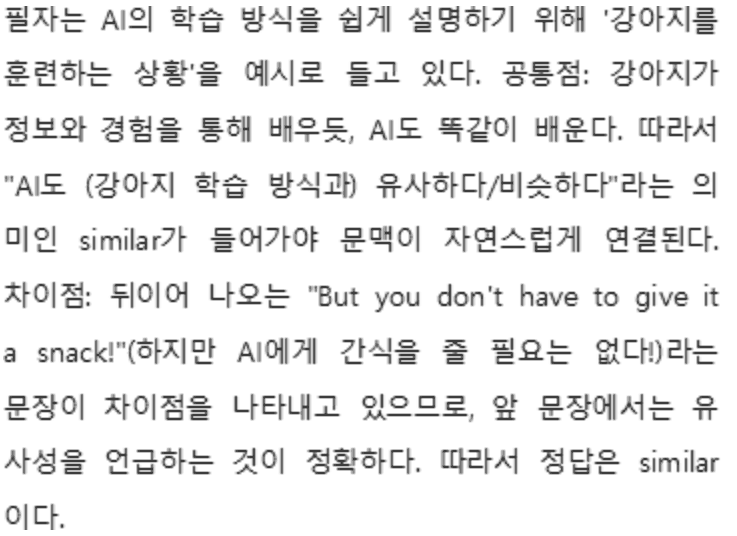 필자는 AI의 학습 방식을 쉽게 설명하기 위해 '강아지를
훈련하는 상황'을 예시로 들고 있다. 공통점: 강아지가
정보와 경험을 통해 배우듯, AI도 똑같이 배운다. 따라서
"AI도 (강아지 학습 방식과) 유사하다/비슷하다"라는 의
미인 similar가 들어가야 문맥이 자연스럽게 연결된다.
차이점: 뒤이어 나오는 "But you don't have to give it
a snack!"(하지만 AI에게 간식을 줄 필요는 없다!)라는
문장이 차이점을 나타내고 있으므로, 앞 문장에서는 유
사성을 언급하는 것이 정확하다. 따라서 정답은 similar
이다.